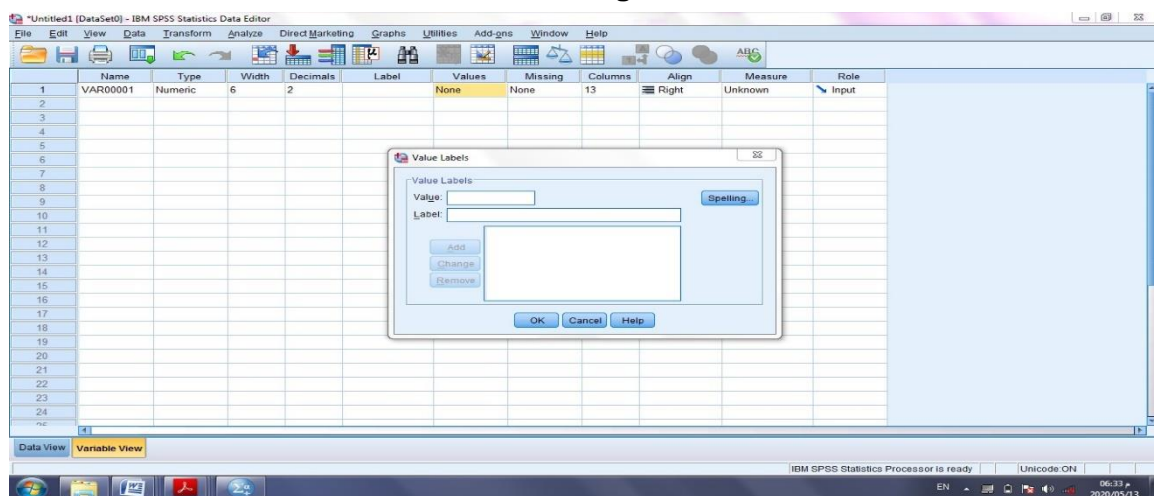 *Untitled1 [DataSet0] - IBM SPSS Statistics Data Editor
File Edit View Data Transform Analyze Direct Marketing Graphs Utilities Add-ons Window Help
ABC
Name Type Width Decimals Label Values Missing Columns Align Measure Role
1 VAR00001 Numeric 6 2 None None 13 Right Unknown Input
2
3
4
5
6
7
8
9
10
11
12
13
14
15
16
17
18
19
20
21
22
23
24
25
Value Labels
Value Labels
Value:
Spelling...
Label:
Add
Change
Remove
OK Cancel Help
Data View Variable View
IBM SPSS Statistics Processor is ready Unicode:ON
EN 06:33 م
2020/05/13